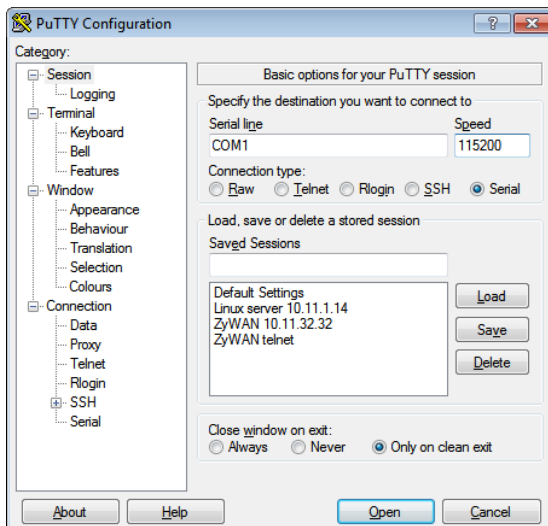 PuTTY Configuration
Category:
Session
Logging
Terminal
Keyboard
Bell
Features
Window
Appearance
Behaviour
Translation
Selection
Colours
Connection
Data
Proxy
Telnet
Rlogin
SSH
Serial
Basic options for your PuTTY session
Specify the destination you want to connect to
Serial line Speed
COM1 115200
Connection type:
Raw Telnet Rlogin SSH Serial
Load, save or delete a stored session
Saved Sessions
Default Settings
Linux server 10.11.1.14
ZyWAN 10.11.32.32
ZyWAN telnet
Load
Save
Delete
Close window on exit:
Always Never Only on clean exit
About Help Open Cancel